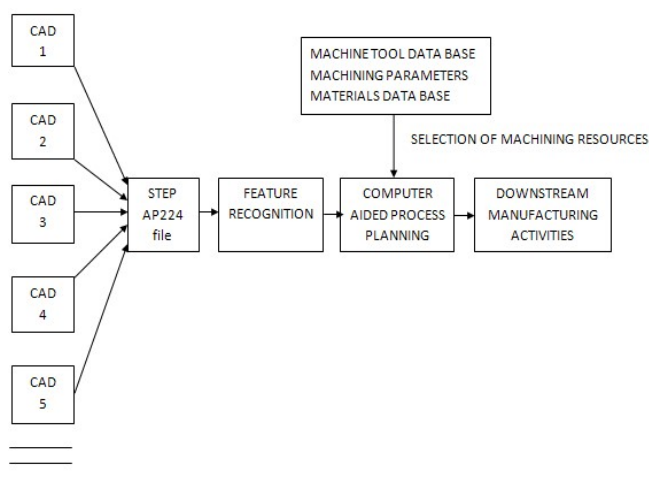 CAD
1
CAD
2
CAD
3
CAD
4
CAD
5
STEP
AP224
file
FEATURE
RECOGNITION
MACHINE TOOL DATA BASE
MACHINING PARAMETERS
MATERIALS DATA BASE
SELECTION OF MACHINING RESOURCES
COMPUTER
AIDED PROCESS
PLANNING
DOWNSTREAM
MANUFACTURING
ACTIVITIES